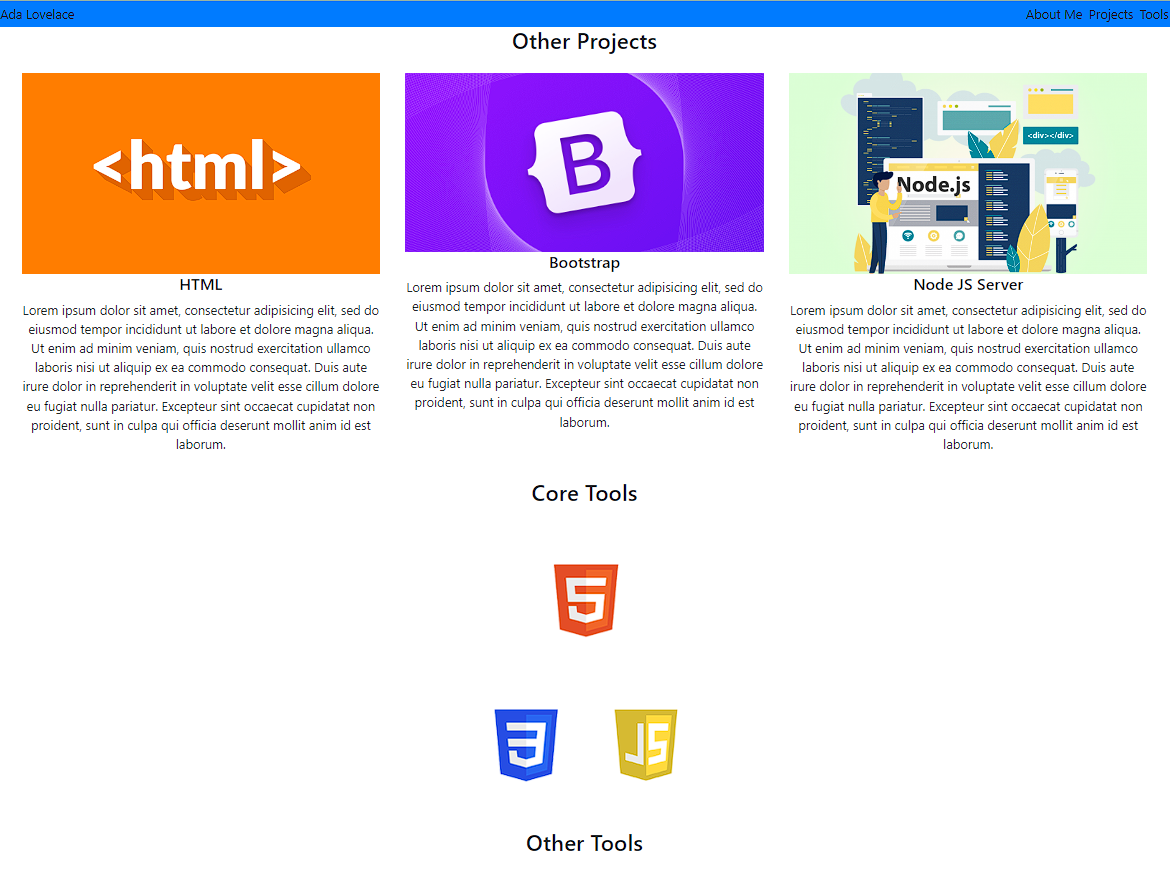 Ada Lovelace
About Me Projects Tools
Other Projects
<html>
HTML
Lorem ipsum dolor sit amet, consectetur adipisicing elit, sed do
eiusmod tempor incididunt ut labore et dolore magna aliqua.
Ut enim ad minim veniam, quis nostrud exercitation ullamco
laboris nisi ut aliquip ex ea commodo consequat. Duis aute
irure dolor in reprehenderit in voluptate velit esse cillum dolore
eu fugiat nulla pariatur. Excepteur sint occaecat cupidatat non
proident, sunt in culpa qui officia deserunt mollit anim id est
laborum.
B
Bootstrap
Lorem ipsum dolor sit amet, consectetur adipisicing elit, sed do
eiusmod tempor incididunt ut labore et dolore magna aliqua.
Ut enim ad minim veniam, quis nostrud exercitation ullamco
laboris nisi ut aliquip ex ea commodo consequat. Duis aute
irure dolor in reprehenderit in voluptate velit esse cillum dolore
eu fugiat nulla pariatur. Excepteur sint occaecat cupidatat non
proident, sunt in culpa qui officia deserunt mollit anim id est
laborum.
<div></div>
Node.js
Node JS Server
Lorem ipsum dolor sit amet, consectetur adipisicing elit, sed do
eiusmod tempor incididunt ut labore et dolore magna aliqua.
Ut enim ad minim veniam, quis nostrud exercitation ullamco
laboris nisi ut aliquip ex ea commodo consequat. Duis aute
irure dolor in reprehenderit in voluptate velit esse cillum dolore
eu fugiat nulla pariatur. Excepteur sint occaecat cupidatat non
proident, sunt in culpa qui officia deserunt mollit anim id est
laborum.
Core Tools
5
3
JS
Other Tools